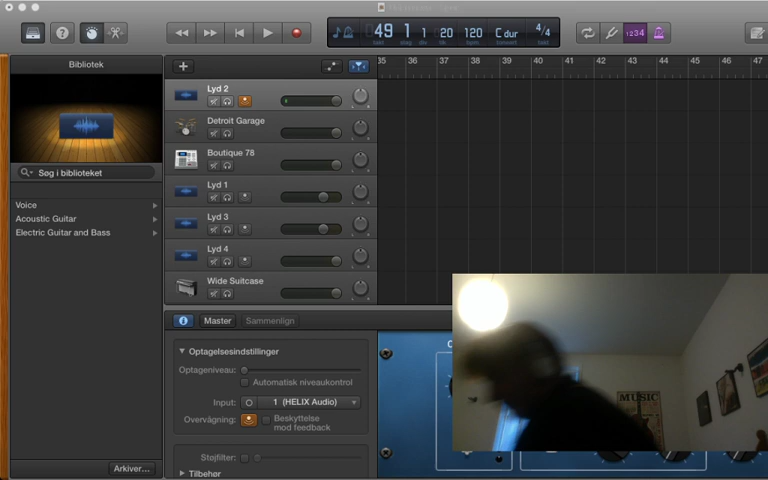 49 1 1 20 120 C dur 4/4
takt slag div tik bpm toneart
1234
Bibliotek
35 36 37 38 39 40 41 42 43 44 45 46 47
Lyd 2
Detroit Garage
Boutique 78
Søg i biblioteket
Lyd 1
Voice
Acoustic Guitar
Lyd 3
Electric Guitar and Bass
Lyd 4
Wide Suitcase
Master
Sammenlign
Optagelsesindstillinger
Optageniveau:
Automatisk niveaukontrol
Input: 1 (HELIX Audio)
Overvågning: Beskyttelse
mod feedback
MUSIC
Støjfilter:
Arkiver...
Tilbehør